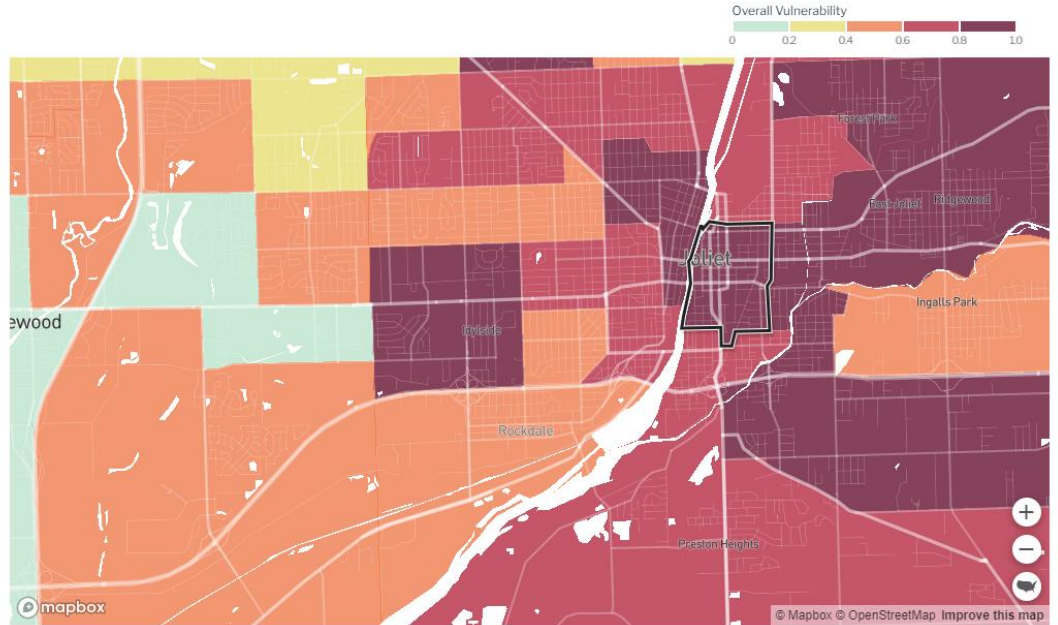 Overall Vulnerability
0 0.2 0.4 0.6 0.8 1.0
Forest Park
East Joliet Ridgewood
Joliet
Ingalls Park
ewood
Idylside
Rockdale
Preston Heights
mapbox
© Mapbox © OpenStreetMap Improve this map